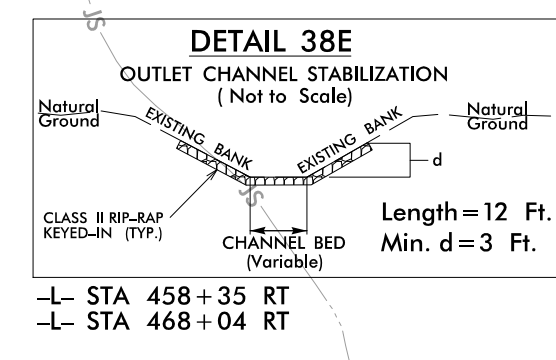 JS
DETAIL 38E
OUTLET CHANNEL STABILIZATION
( Not to Scale)
Natural
Ground
EXISTING BANK
EXISTING BANK
Natural
Ground
d
CLASS II RIP-RAP
KEYED-IN (TYP.)
JS
CHANNEL BED
(Variable)
Length = 12 Ft.
Min. d = 3 Ft.
-L- STA 458+35 RT
-L- STA 468+04 RT